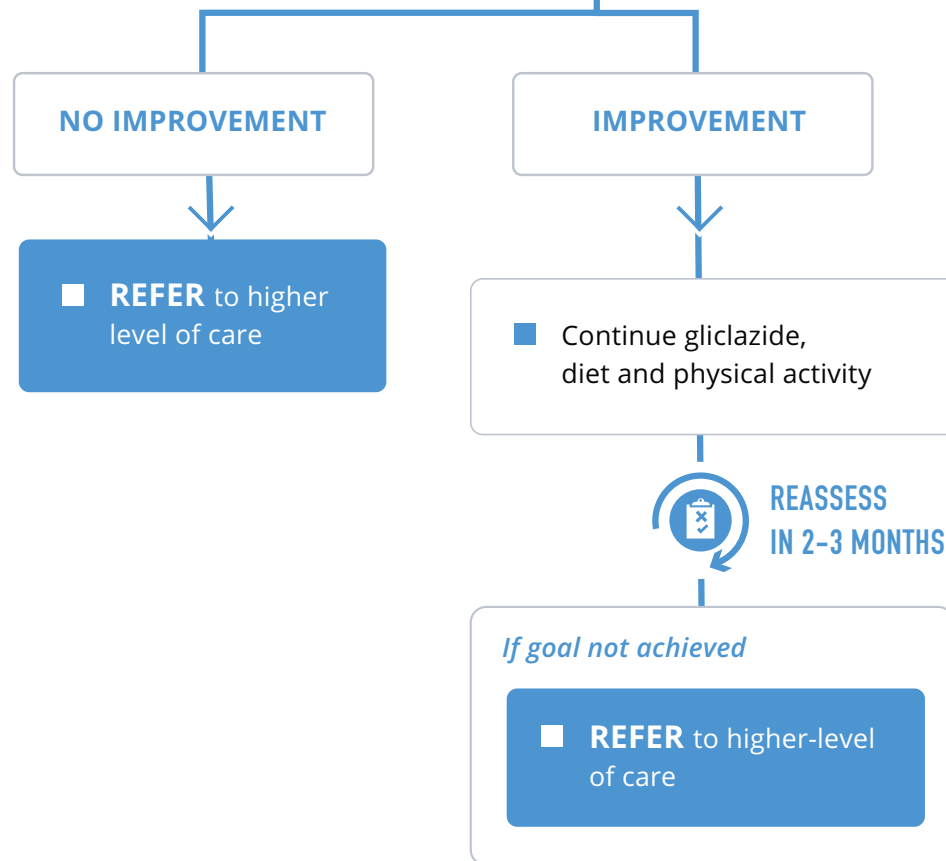 NO IMPROVEMENT
IMPROVEMENT
REFER to higher
level of care
Continue gliclazide,
diet and physical activity
REASSESS
IN 2-3 MONTHS
If goal not achieved
REFER to higher-level
of care